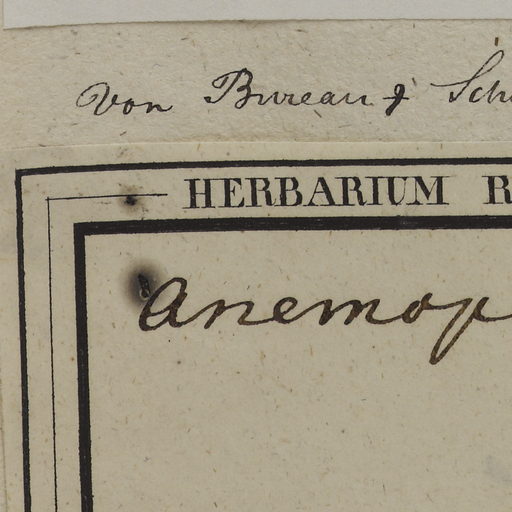 Von Bureau & Sch
HERBARIUM R
Anemop